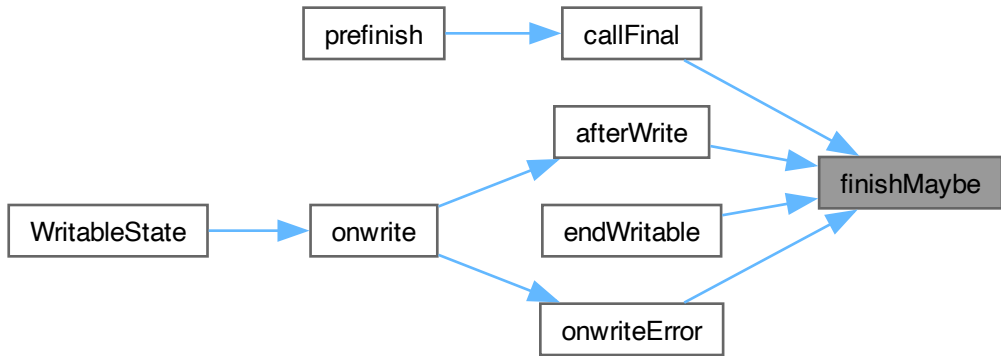 prefinish
callFinal
afterWrite
finishMaybe
WritableState
onwrite
endWritable
onwriteError